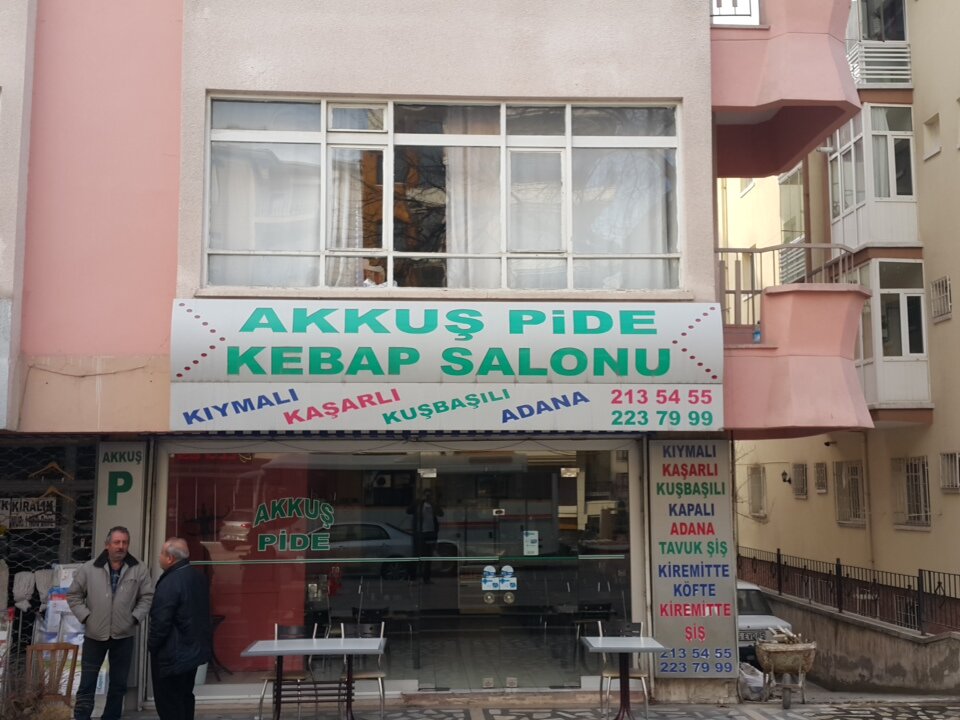 AKKUŞ PiDE
KEBAP SALONU
KIYMALI KAŞARLI KUŞBAŞILI ADANA
213 54 55
223 79 99
AKKUŞ
P
KİRALIK
AKKUŞ
PİDE
KIYMALI
KAŞARLI
KUŞBAŞILI
KAPALI
ADANA
TAVUK ŞİŞ
KİREMİTTE
KÖFTE
KİREMİTTE
ŞİŞ
213 54 55
223 79 99